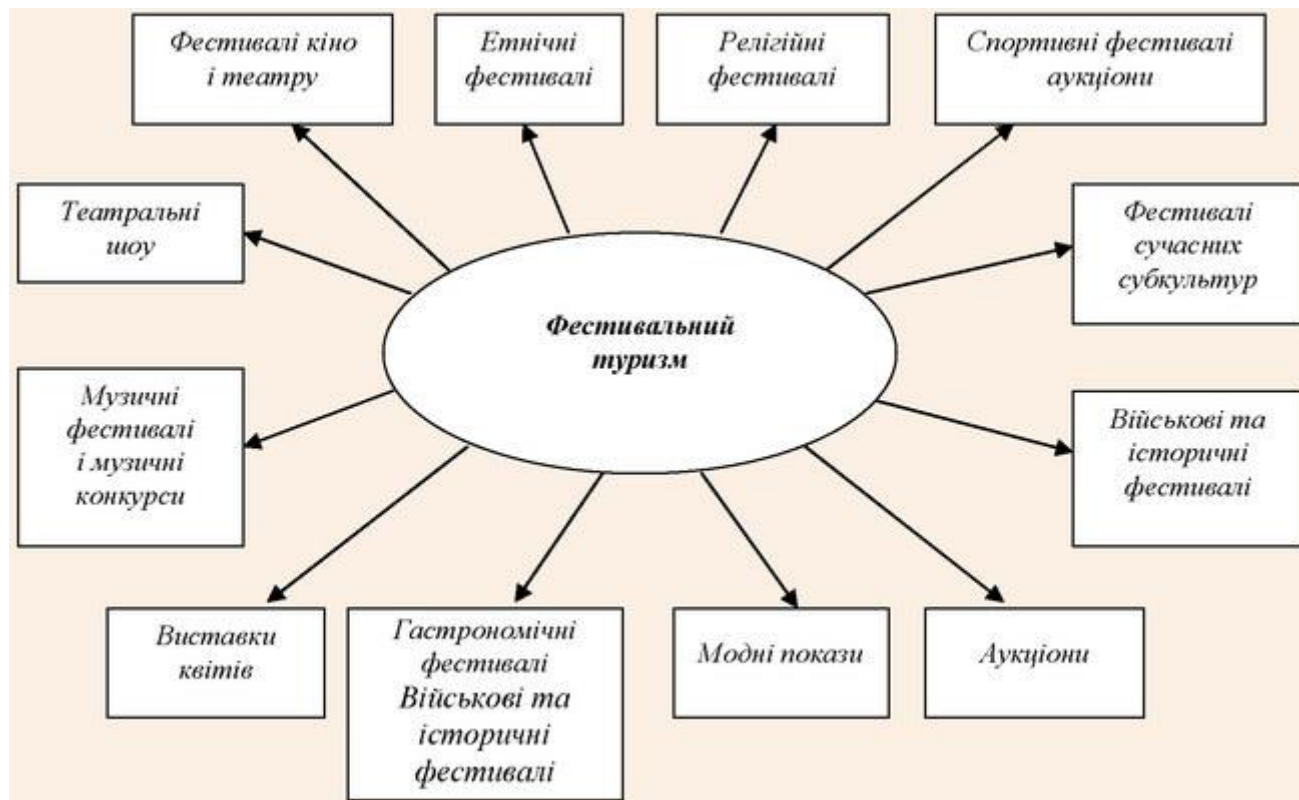 Фестивалі кіно
і театру
Етнічні
фестивалі
Релігійні
фестивалі
Спортивні фестивалі
аукціони
Театральні
шоу
Фестивалі
сучасних
субкультур
Фестивальний
туризм
Музичні
фестивалі
і музичні
конкурси
Військові та
історичні
фестивалі
Виставки
квітів
Гастрономічні
фестивалі
Військові та
історичні
фестивалі
Модні покази
Аукціони